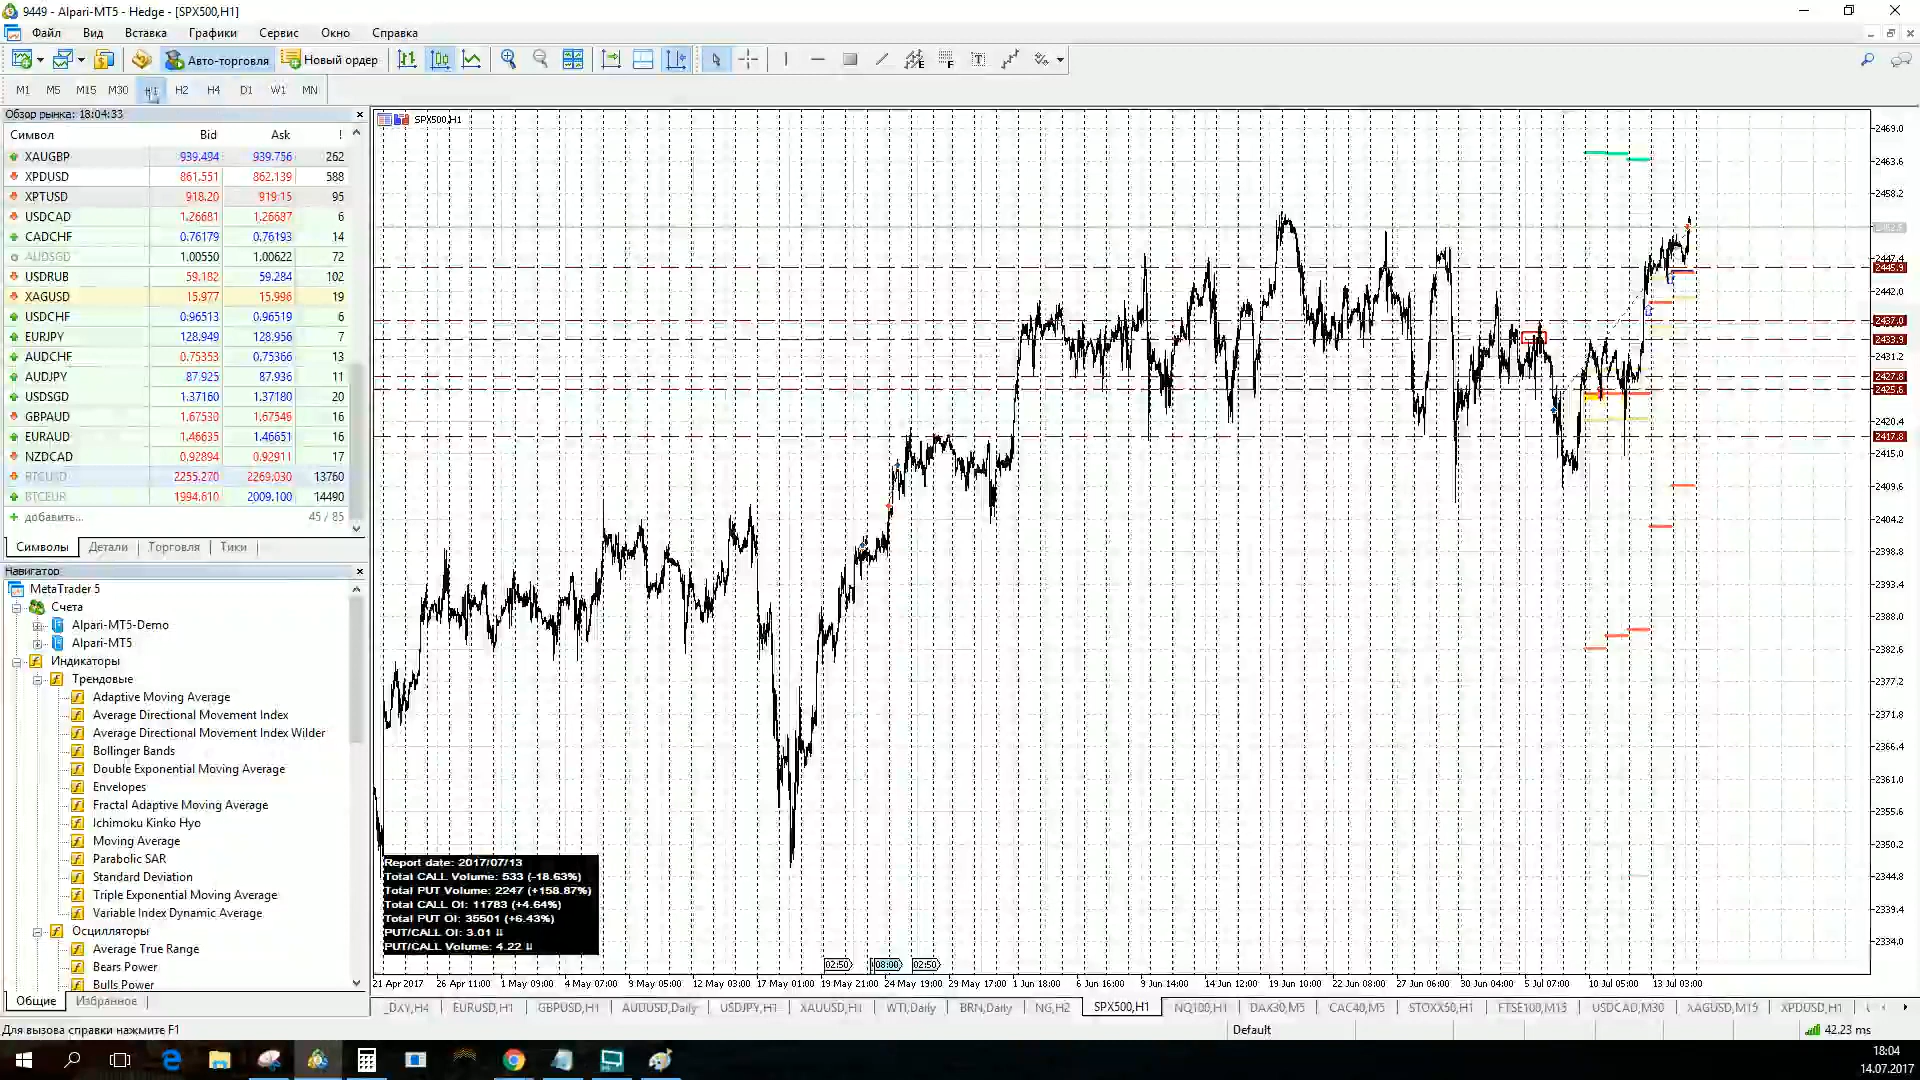 9449 - Alpari-MT5 - Hedge - [SPX500,H1]
Файл Вид Вставка Графики Сервис Окно Справка
Авто-торговля Новый ордер
M1 M5 M15 M30 H1 H2 H4 D1 W1 MN
Обзор рынка: 18:04:33
Символ Bid Ask !
XAUGBP 939.494 939.756 262
XPDUSD 861.551 862.139 588
XPTUSD 918.20 919.15 95
USDCAD 1.26681 1.26687 6
CADCHF 0.76179 0.76193 14
AUDSGD 1.00550 1.00622 72
USDRUB 59.182 59.284 102
XAGUSD 15.977 15.996 19
USDCHF 0.96513 0.96519 6
EURJPY 128.949 128.956 7
AUDCHF 0.75353 0.75366 13
AUDJPY 87.925 87.936 11
USDSGD 1.37160 1.37180 20
GBPAUD 1.67530 1.67546 16
EURAUD 1.46635 1.46651 16
NZDCAD 0.92894 0.92911 17
BTCUSD 2255.270 2269.030 13760
BTCEUR 1994.610 2009.100 14490
+ добавить... 45 / 85
Символы Детали Торговля Тики
Навигатор
MetaTrader 5
Счета
Alpari-MT5-Demo
Alpari-MT5
Индикаторы
Трендовые
Adaptive Moving Average
Average Directional Movement Index
Average Directional Movement Index Wilder
Bollinger Bands
Double Exponential Moving Average
Envelopes
Fractal Adaptive Moving Average
Ichimoku Kinko Hyo
Moving Average
Parabolic SAR
Standard Deviation
Triple Exponential Moving Average
Variable Index Dynamic Average
Осцилляторы
Average True Range
Bears Power
Bulls Power
Общие Избранное
SPX500,H1
2469.0
2463.6
2458.2
2447.4
2445.9
2442.0
2437.0
2433.9
2431.2
2427.8
2425.6
2420.4
2417.8
2415.0
2409.6
2404.2
2398.8
2393.4
2388.0
2382.6
2377.2
2371.8
2366.4
2361.0
2355.6
2350.2
2344.8
2339.4
2334.0
Report date: 2017/07/13
Total CALL Volume: 533 (-18.63%)
Total PUT Volume: 2247 (+158.87%)
Total CALL OI: 11783 (+4.64%)
Total PUT OI: 35501 (+6.43%)
PUT/CALL OI: 3.01 ⇊
PUT/CALL Volume: 4.22 ⇊
02:50 08:00 02:50
21 Apr 2017 26 Apr 11:00 1 May 09:00 4 May 07:00 9 May 05:00 12 May 03:00 17 May 01:00 19 May 21:00 24 May 19:00 29 May 17:00 1 Jun 18:00 6 Jun 16:00 9 Jun 14:00 14 Jun 12:00 19 Jun 10:00 22 Jun 08:00 27 Jun 06:00 30 Jun 04:00 5 Jul 07:00 10 Jul 05:00 13 Jul 03:00
_DXY,H4 EURUSD,H1 GBPUSD,H1 AUDUSD,Daily USDJPY,H1 XAUUSD,H1 WTI,Daily BRN,Daily NG,H2 SPX500,H1 NQ100,H1 DAX30,M5 CAC40,M5 STOXX50,H1 FTSE100,M15 USDCAD,M30 XAGUSD,M15 XPDUSD,H1
Для вызова справки нажмите F1 Default 42.23 ms
18:04
14.07.2017